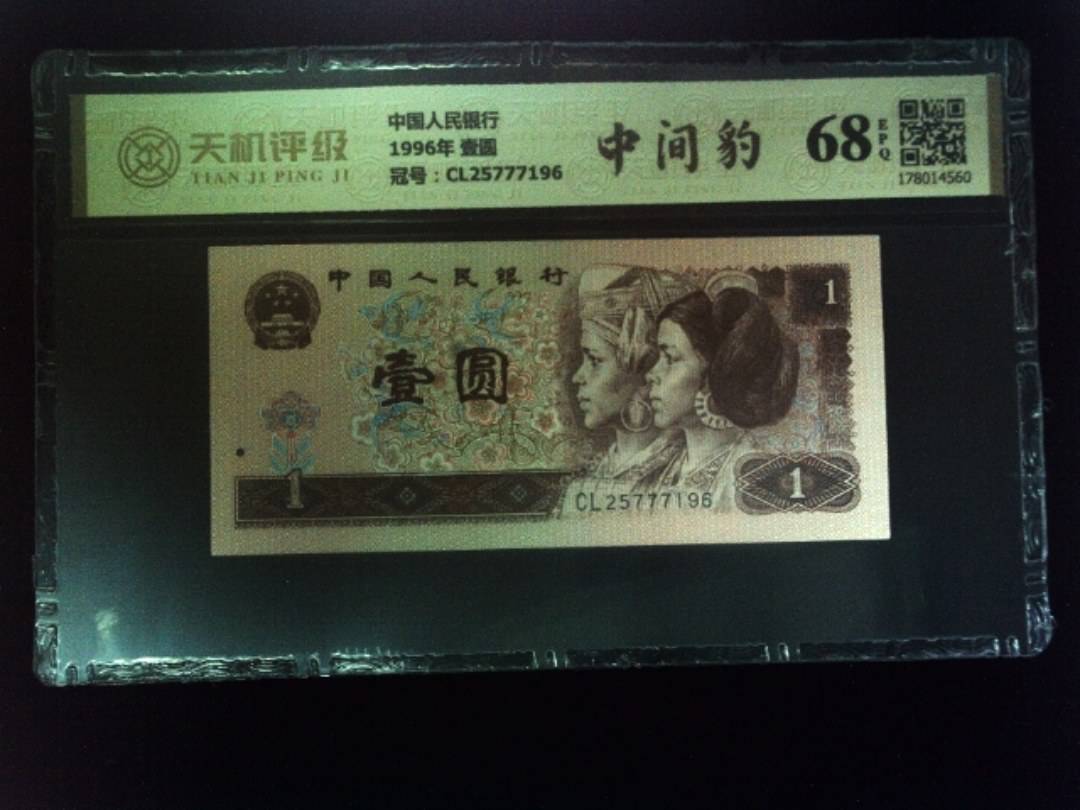 天机评级
TIAN JI PING JI
中国人民银行
1996年 壹圆
冠号：CL25777196
中间豹
68
EPQ
178014560
中国人民银行
1
壹圆
1
CL25777196
1